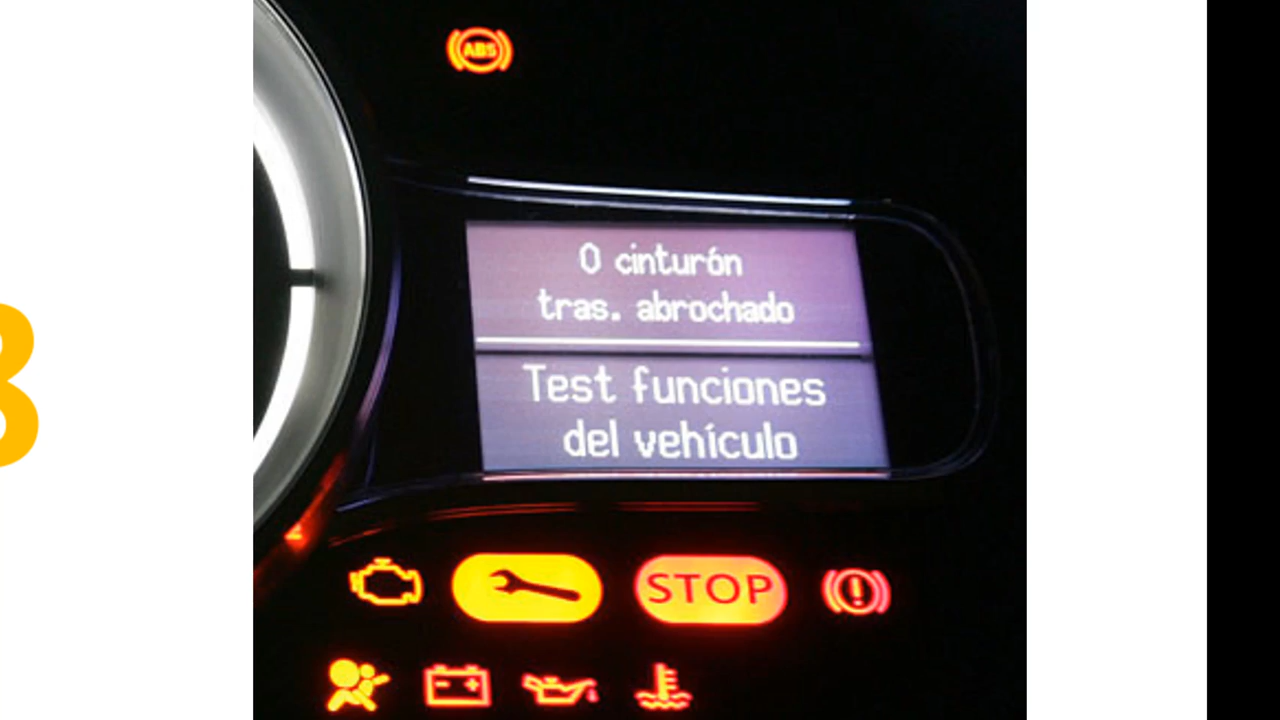 ABS
0 cinturón
tras. abrochado
Test funciones
del vehículo
STOP